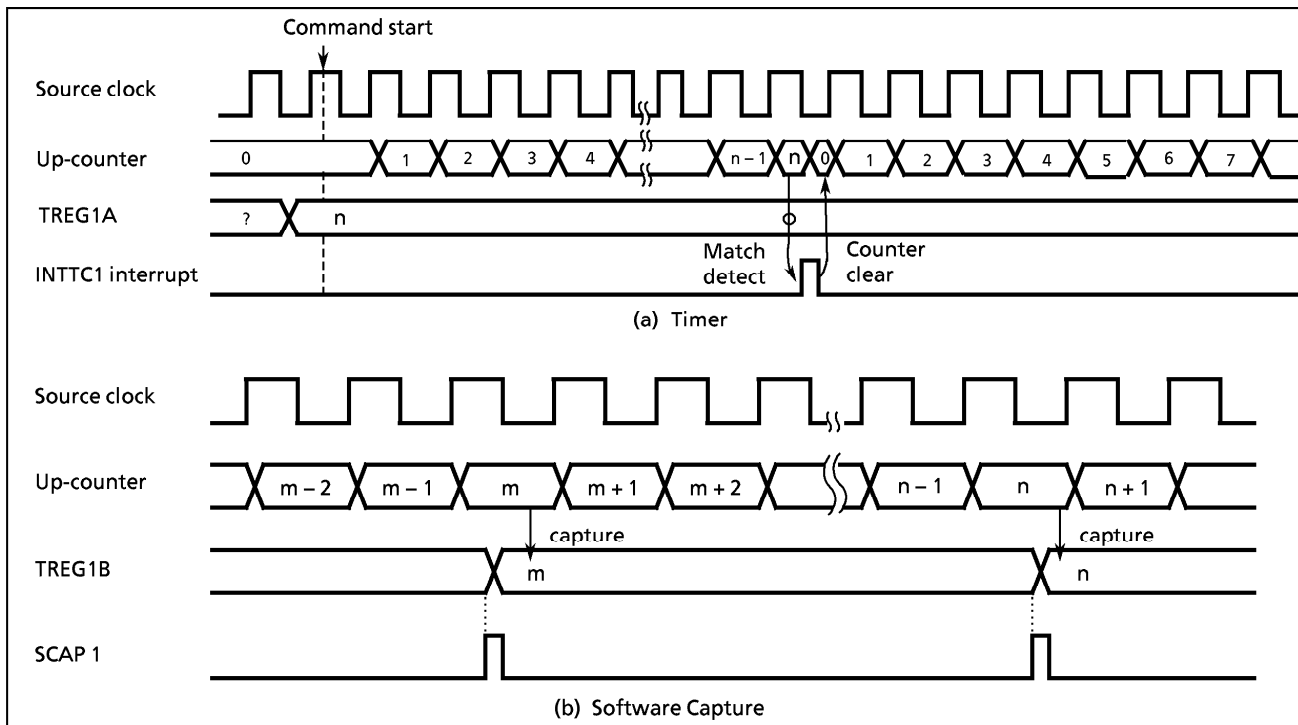 Command start
Source clock
Up-counter 0 1 2 3 4 n – 1 n 0 1 2 3 4 5 6 7
TREG1A ? n
Match detect
Counter clear
INTTC1 interrupt
(a) Timer
Source clock
Up-counter m – 2 m – 1 m m + 1 m + 2 n – 1 n n + 1
capture capture
TREG1B m n
SCAP 1
(b) Software Capture